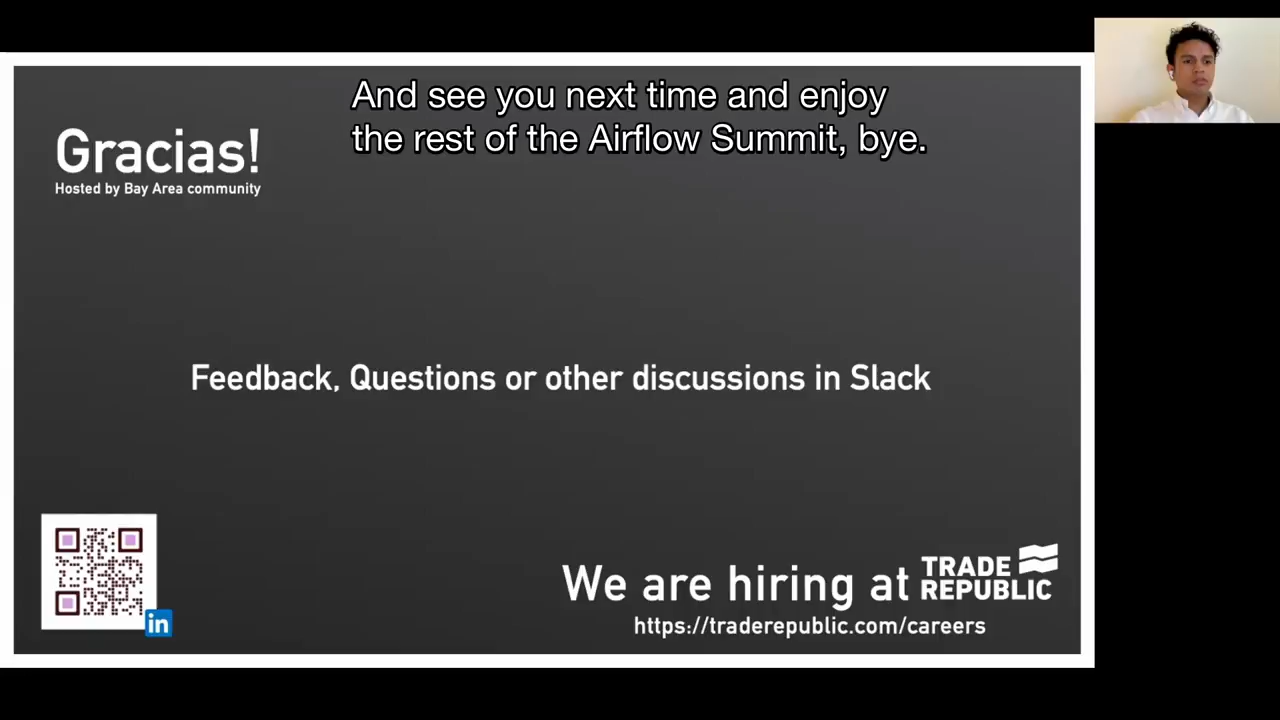 And see you next time and enjoy
the rest of the Airflow Summit, bye.
Gracias!
Hosted by Bay Area community
Feedback, Questions or other discussions in Slack
in
We are hiring at TRADE REPUBLIC
https://traderepublic.com/careers